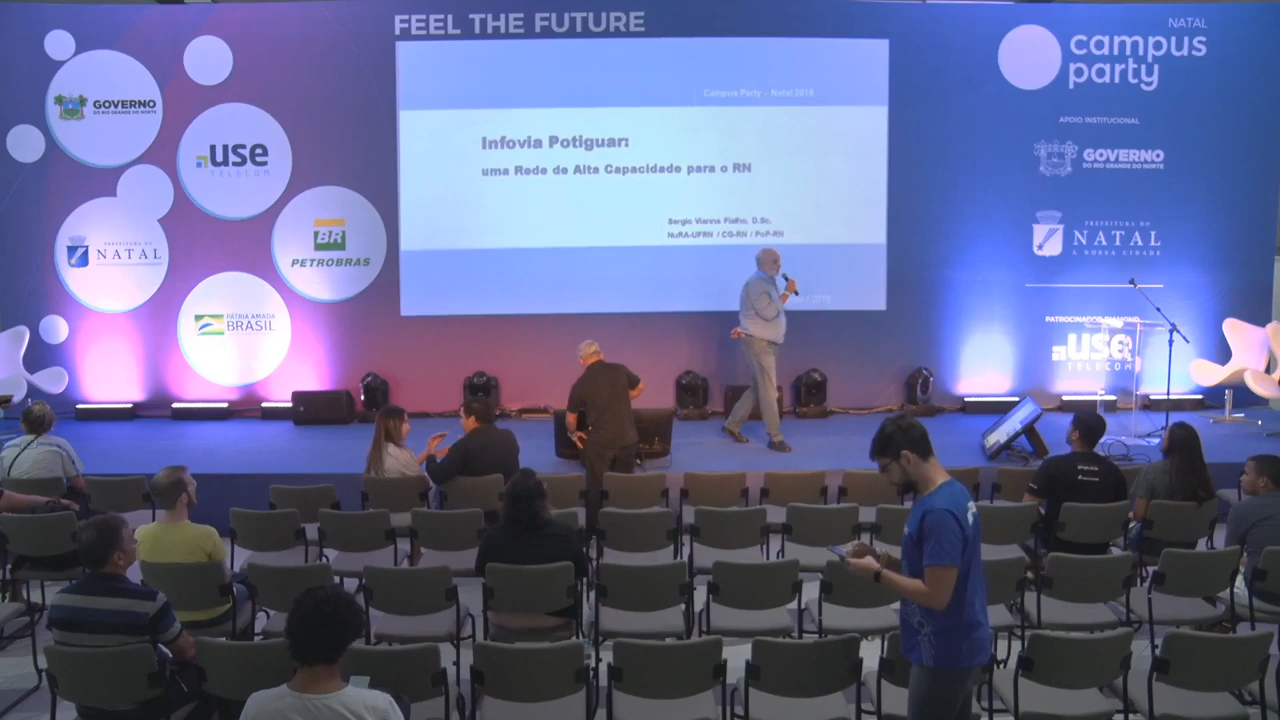 FEEL THE FUTURE
Campus Party – Natal 2019
Infovia Potiguar:
uma Rede de Alta Capacidade para o RN
Sergio Vianna Fialho, D.Sc.
NuRA-UFRN / CG-RN / PoP-RN
/ 2019
GOVERNO
DO RIO GRANDE DO NORTE
USE
TELECOM
PREFEITURA DO
NATAL
BR
PETROBRAS
PÁTRIA AMADA
BRASIL
NATAL
campus
party
APOIO INSTITUCIONAL
GOVERNO
DO RIO GRANDE DO NORTE
PREFEITURA DO
NATAL
A NOSSA CIDADE
PATROCINADOR DIAMOND
USE
TELECOM